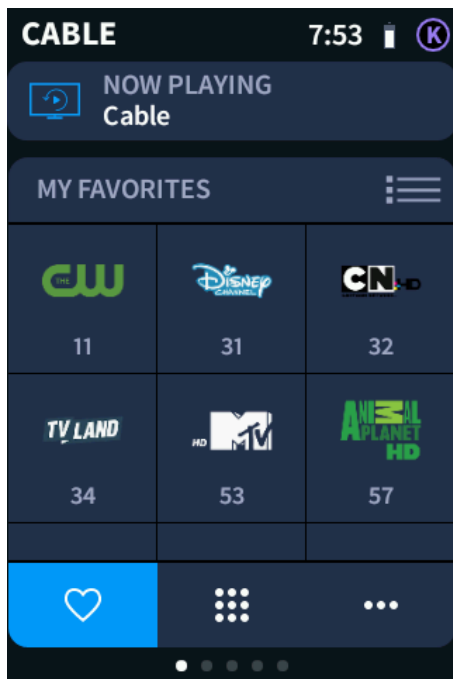 CABLE 7:53 K
NOW PLAYING
Cable
MY FAVORITES
THE CW
DISNEY CHANNEL
CN HD
11
31
32
TV LAND
HD MTV
ANIMAL PLANET HD
34
53
57